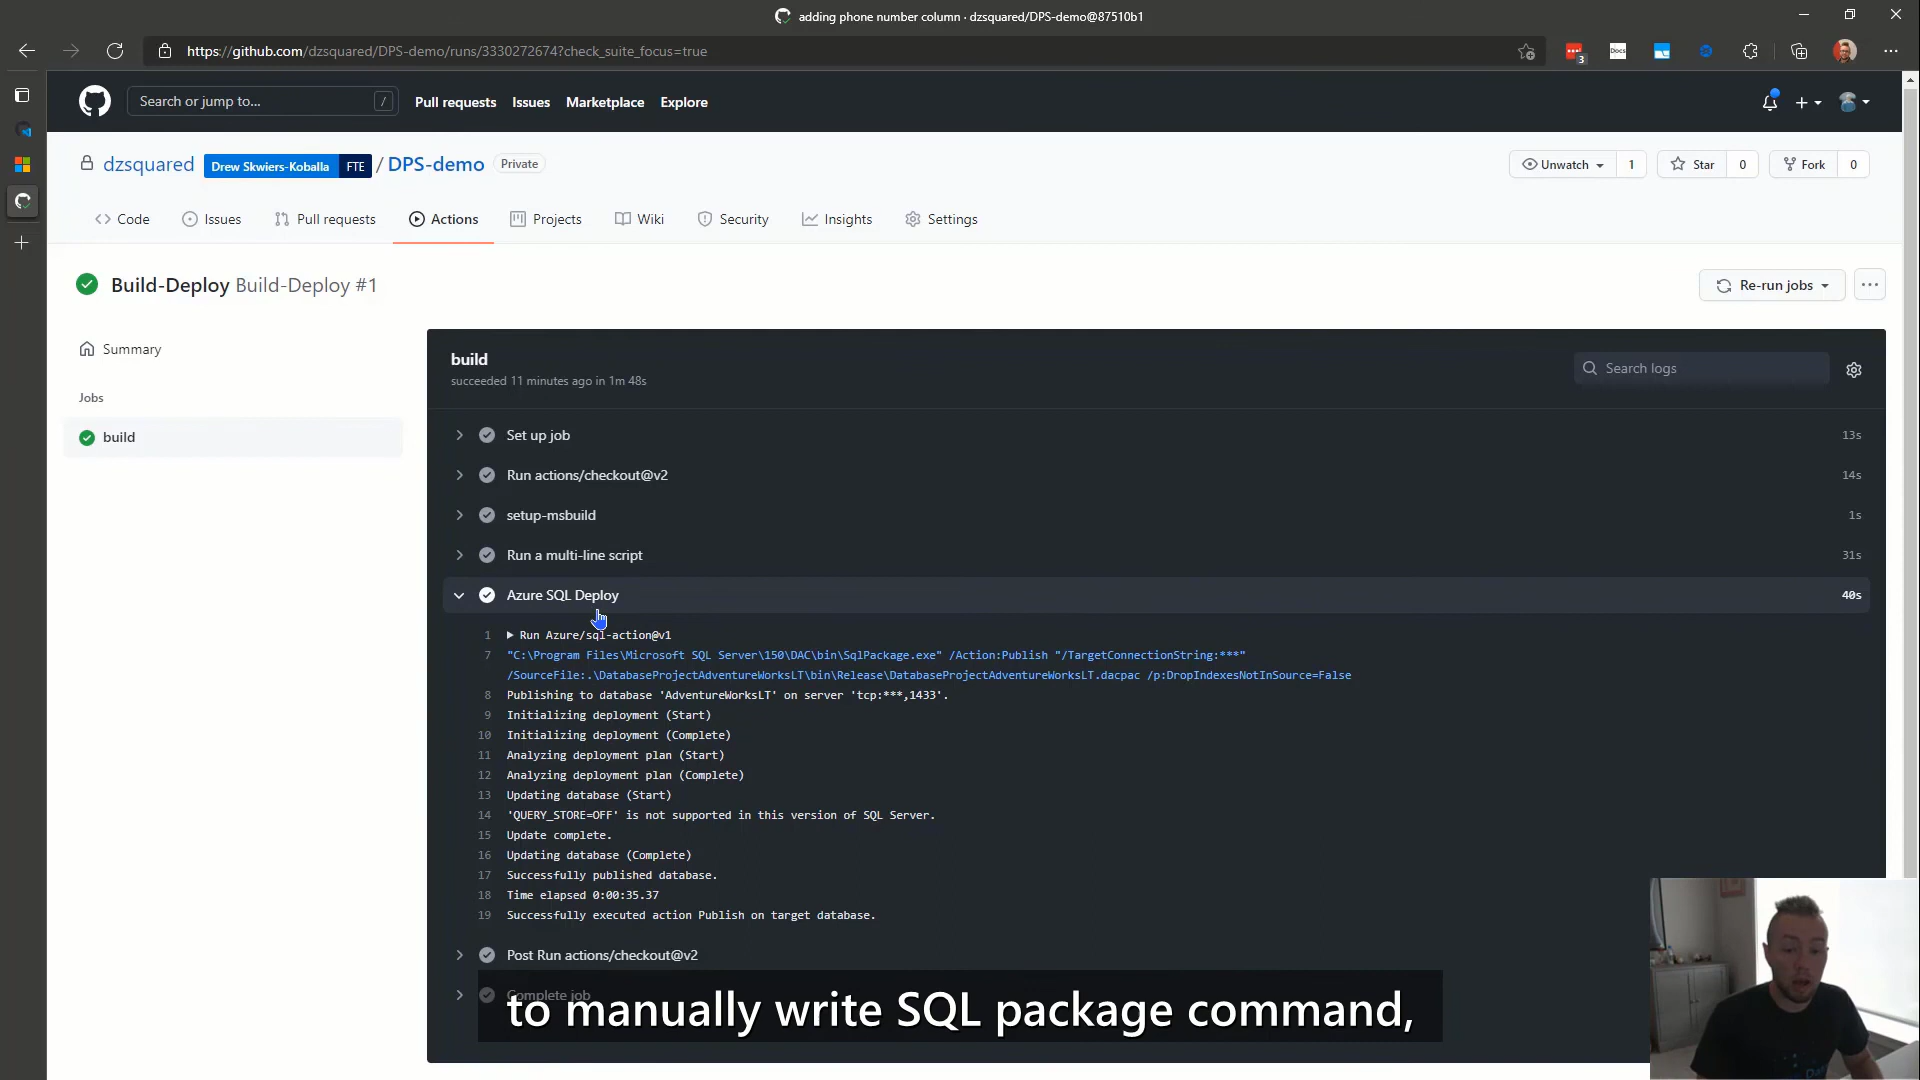 adding phone number column · dzsquared/DPS-demo@87510b1
https://github.com/dzsquared/DPS-demo/runs/3330272674?check_suite_focus=true
3
Docs
Search or jump to...
/
Pull requests
Issues
Marketplace
Explore
dzsquared
Drew Skwiers-Koballa
FTE
/ DPS-demo
Private
Unwatch
1
Star
0
Fork
0
Code
Issues
Pull requests
Actions
Projects
Wiki
Security
Insights
Settings
Build-Deploy Build-Deploy #1
Re-run jobs
Summary
Jobs
build
build
succeeded 11 minutes ago in 1m 48s
Search logs
Set up job
13s
Run actions/checkout@v2
14s
setup-msbuild
1s
Run a multi-line script
31s
Azure SQL Deploy
40s
1 Run Azure/sql-action@v1
7 "C:\Program Files\Microsoft SQL Server\150\DAC\bin\SqlPackage.exe" /Action:Publish "/TargetConnectionString:***"
/SourceFile:.\DatabaseProjectAdventureWorksLT\bin\Release\DatabaseProjectAdventureWorksLT.dacpac /p:DropIndexesNotInSource=False
8 Publishing to database 'AdventureWorksLT' on server 'tcp:***,1433'.
9 Initializing deployment (Start)
10 Initializing deployment (Complete)
11 Analyzing deployment plan (Start)
12 Analyzing deployment plan (Complete)
13 Updating database (Start)
14 'QUERY_STORE=OFF' is not supported in this version of SQL Server.
15 Update complete.
16 Updating database (Complete)
17 Successfully published database.
18 Time elapsed 0:00:35.37
19 Successfully executed action Publish on target database.
Post Run actions/checkout@v2
Complete job
to manually write SQL package command,